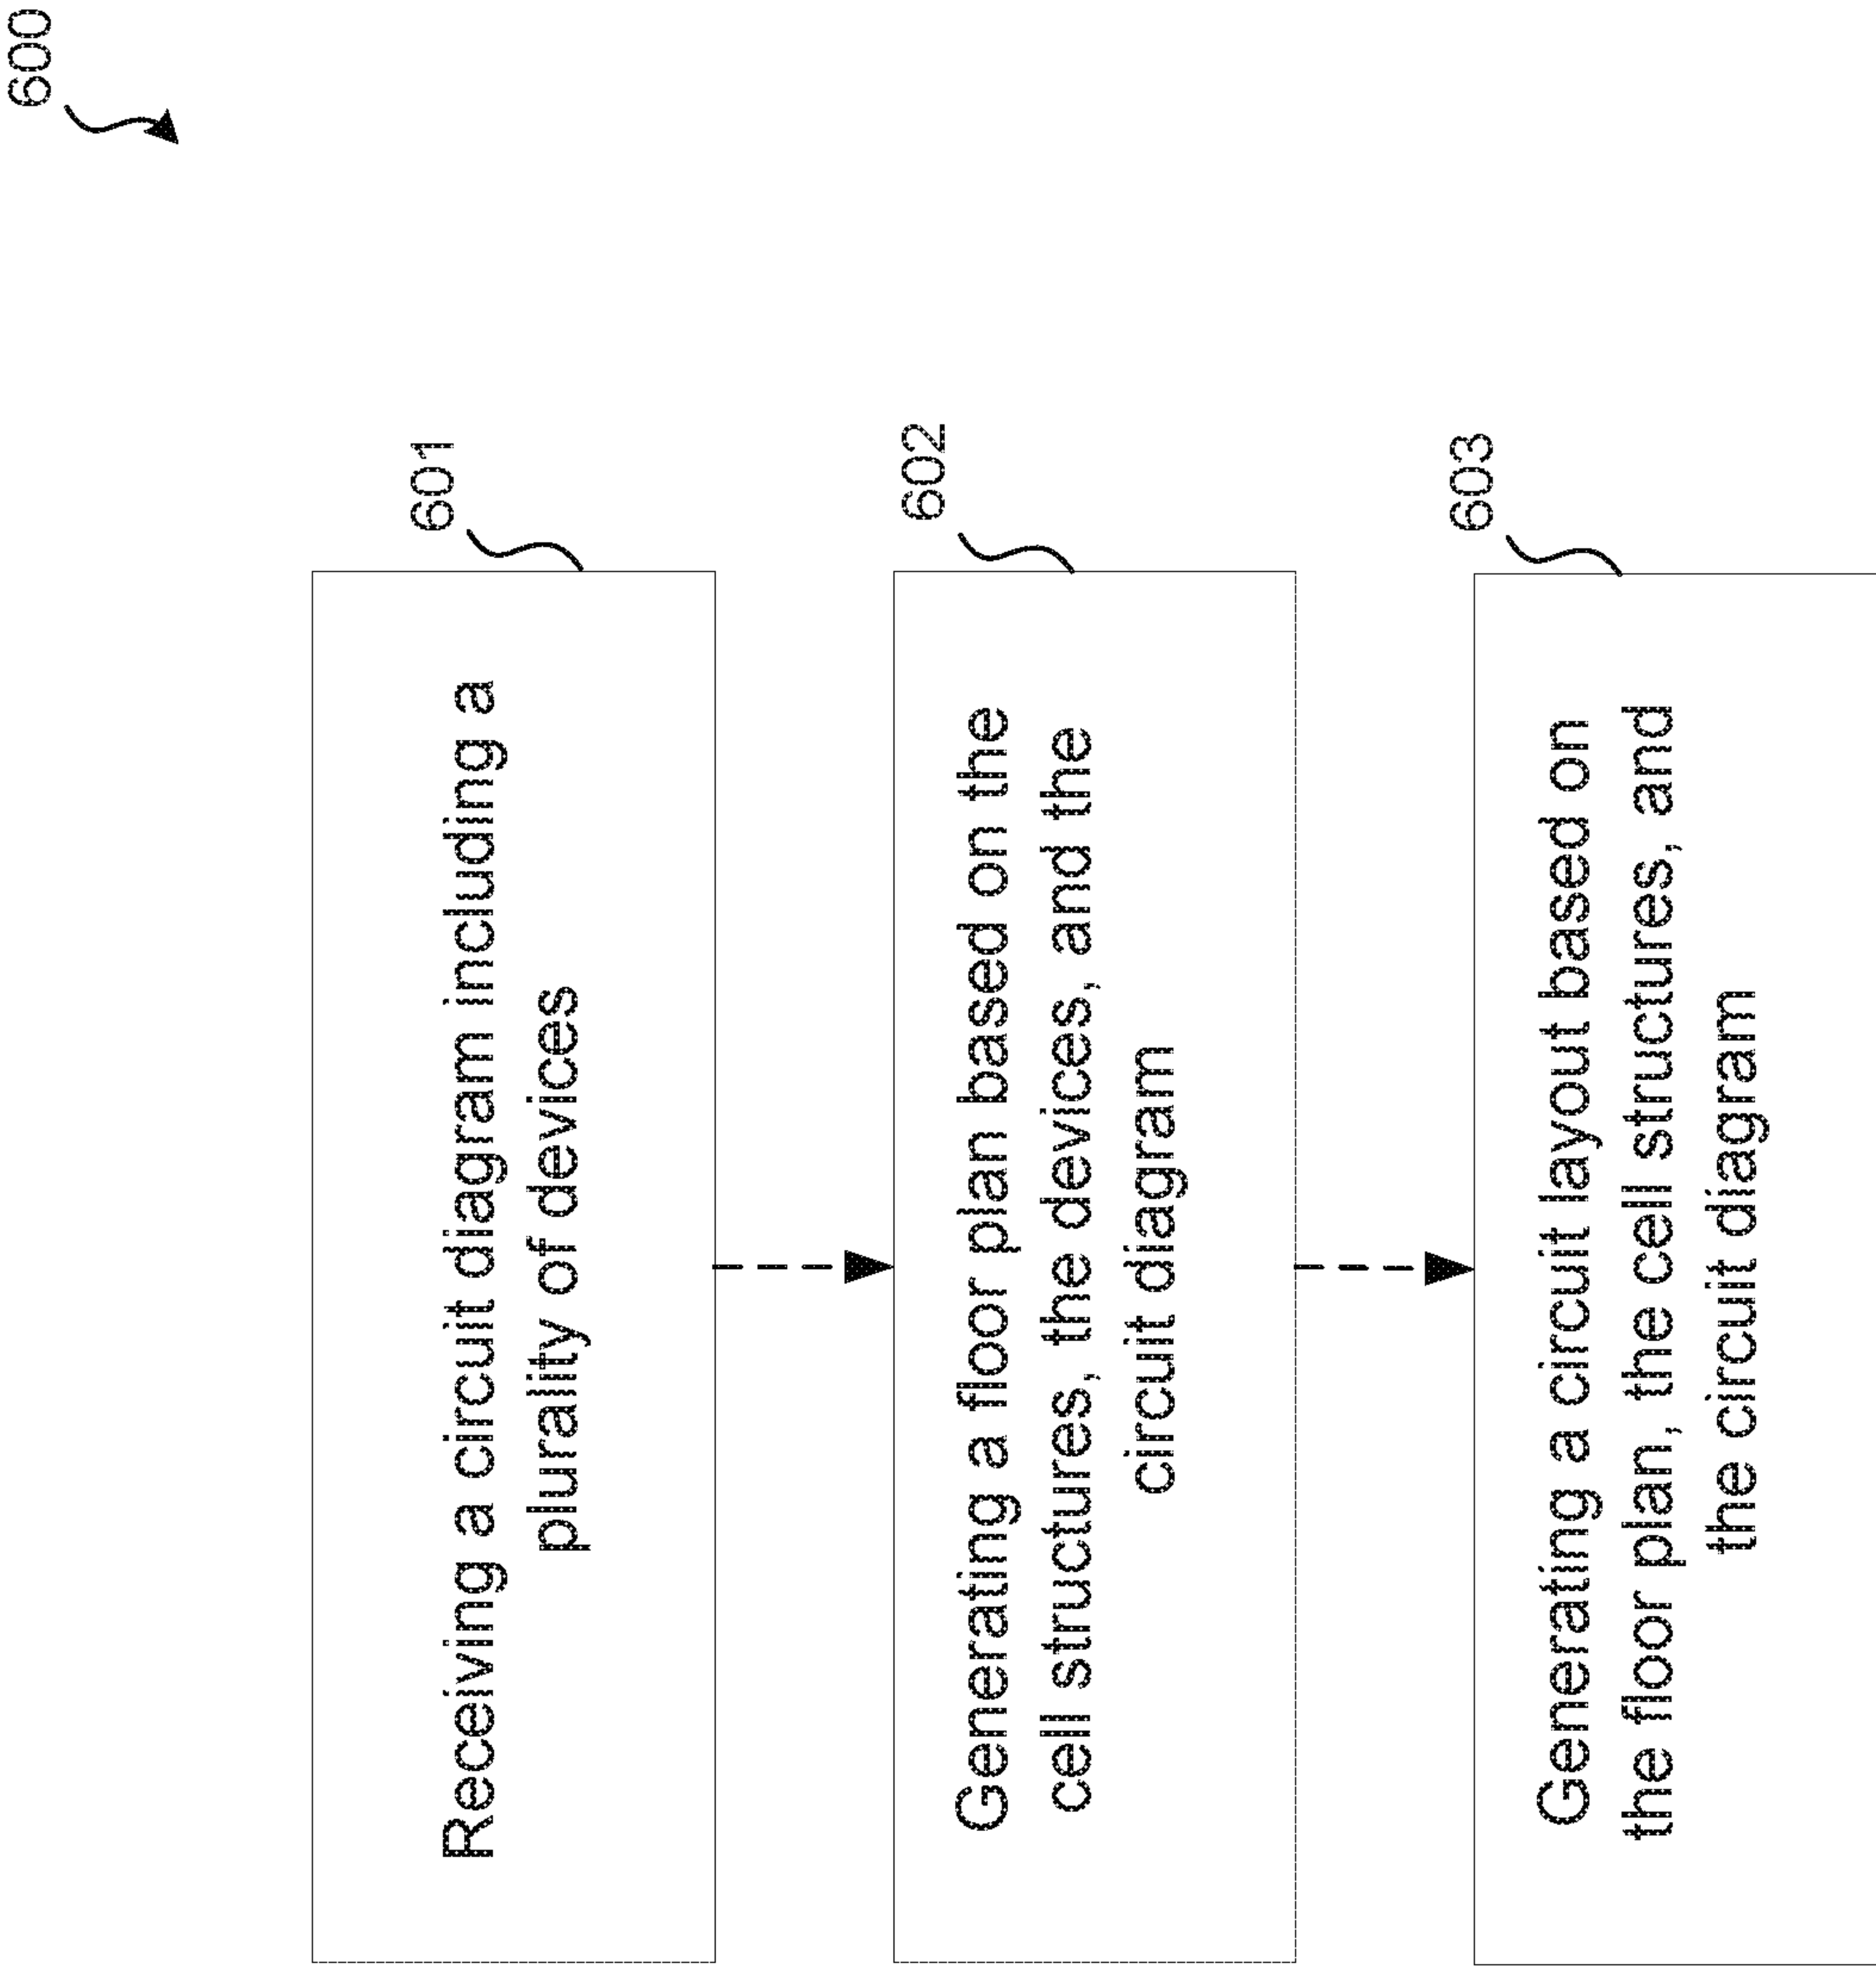 600
601
Receiving a circuit diagram including a
plurality of devices
602
Generating a floor plan based on the
cell structures, the devices, and the
circuit diagram
603
Generating a circuit layout based on
the floor plan, the cell structures, and
the circuit diagram